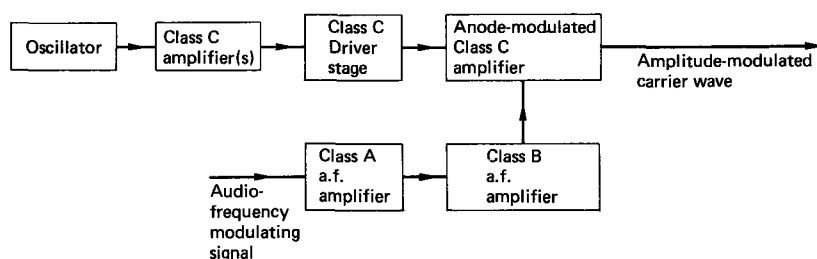 Oscillator
Class C
amplifier(s)
Class C
Driver
stage
Anode-modulated
Class C
amplifier
Amplitude-modulated
carrier wave
Audio-
frequency
modulating
signal
Class A
a.f.
amplifier
Class B
a.f.
amplifier